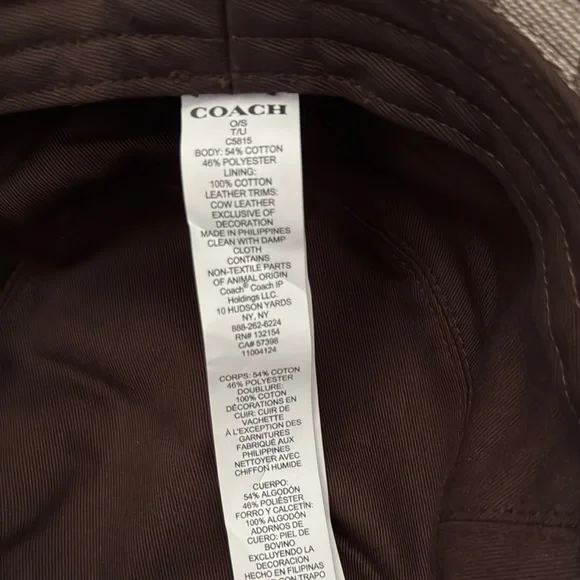 COACH
O/S
T/U
C5815
BODY: 54% COTTON
46% POLYESTER
LINING:
100% COTTON
LEATHER TRIMS:
COW LEATHER
EXCLUSIVE OF
DECORATION
MADE IN PHILIPPINES
CLEAN WITH DAMP
CLOTH
CONTAINS
NON-TEXTILE PARTS
OF ANIMAL ORIGIN
Coach® Coach IP
Holdings LLC.
10 HUDSON YARDS
NY, NY
888-262-6224
RN# 132154
CA# 57398
11004124
CORPS: 54% COTON
46% POLYESTER
DOUBLURE:
100% COTON
DÉCORATIONS EN
CUIR: CUIR DE
VACHETTE
À L'EXCEPTION DES
GARNITURES
FABRIQUÉ AUX
PHILIPPINES
NETTOYER AVEC
CHIFFON HUMIDE
CUERPO:
54% ALGODÓN
46% POLIÉSTER
FORRO Y CALCETÍN:
100% ALGODÓN
ADORNOS DE
CUERO: PIEL DE
BOVINO
EXCLUYENDO LA
DECORACION
HECHO EN FILIPINAS
CON TRAPO